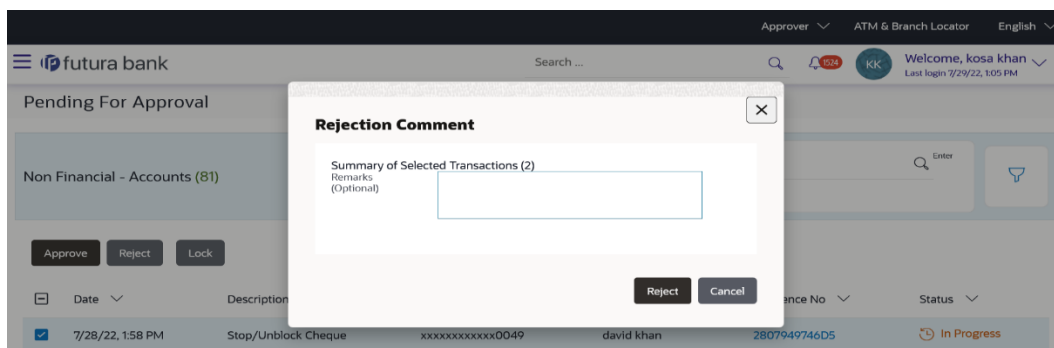 Approver ATM & Branch Locator English
futura bank Search ... 1524 KK Welcome, kosa khan
Last login 7/29/22, 1:05 PM
Pending For Approval
Rejection Comment
Summary of Selected Transactions (2)
Remarks
(Optional)
Non Financial - Accounts (81) Enter
Approve Reject Lock
Reject Cancel
Date Description ence No Status
7/28/22, 1:58 PM Stop/Unblock Cheque xxxxxxxxxxxx0049 david khan 2807949746D5 In Progress